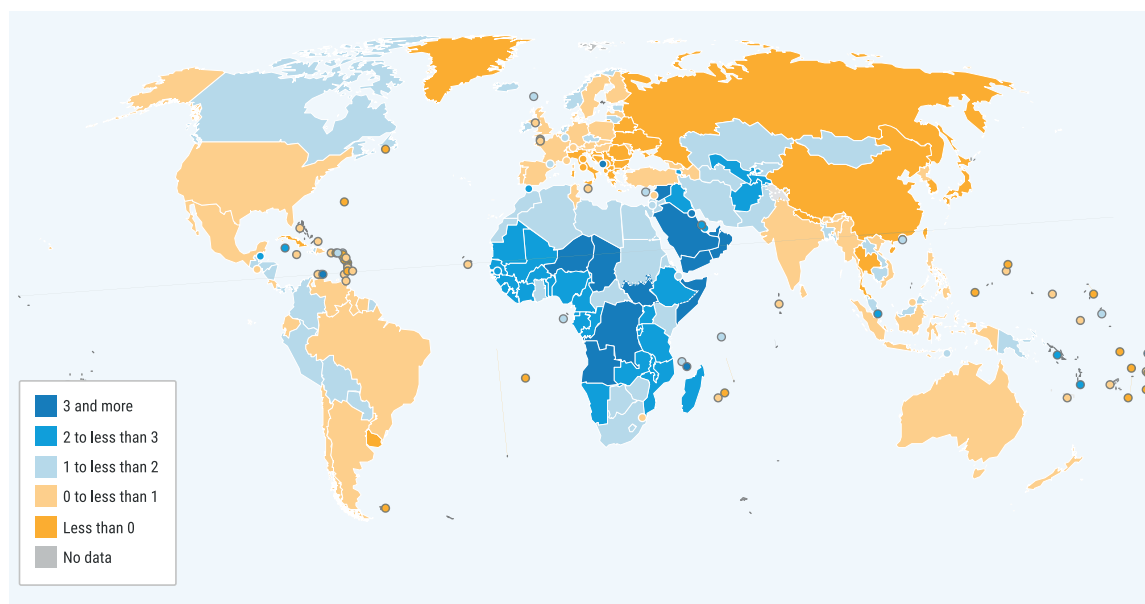 3 and more
2 to less than 3
1 to less than 2
0 to less than 1
Less than 0
No data